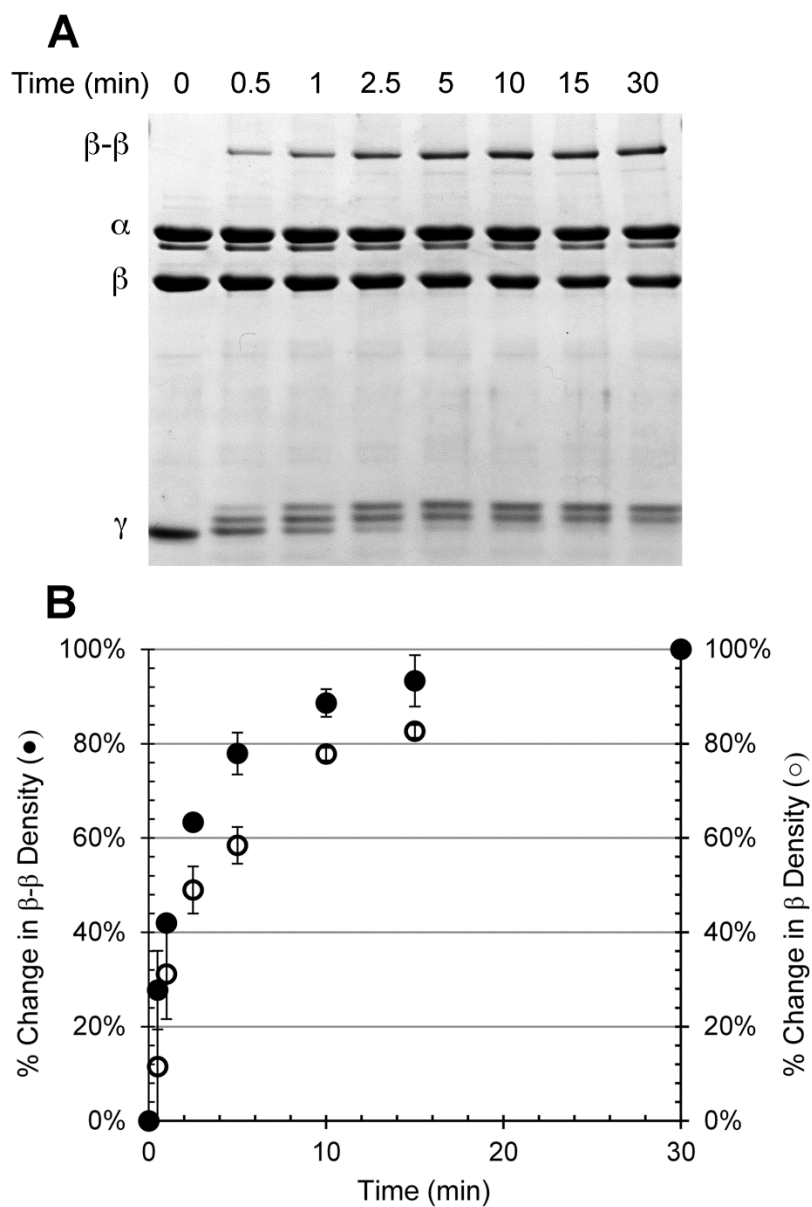 A
Time (min) 0 0.5 1 2.5 5 10 15 30
β-β
α
β
γ
B
100% 100%
80% 80%
60% 60%
40% 40%
20% 20%
0% 0%
% Change in β-β Density (●)
% Change in β Density (○)
0 10 20 30
Time (min)